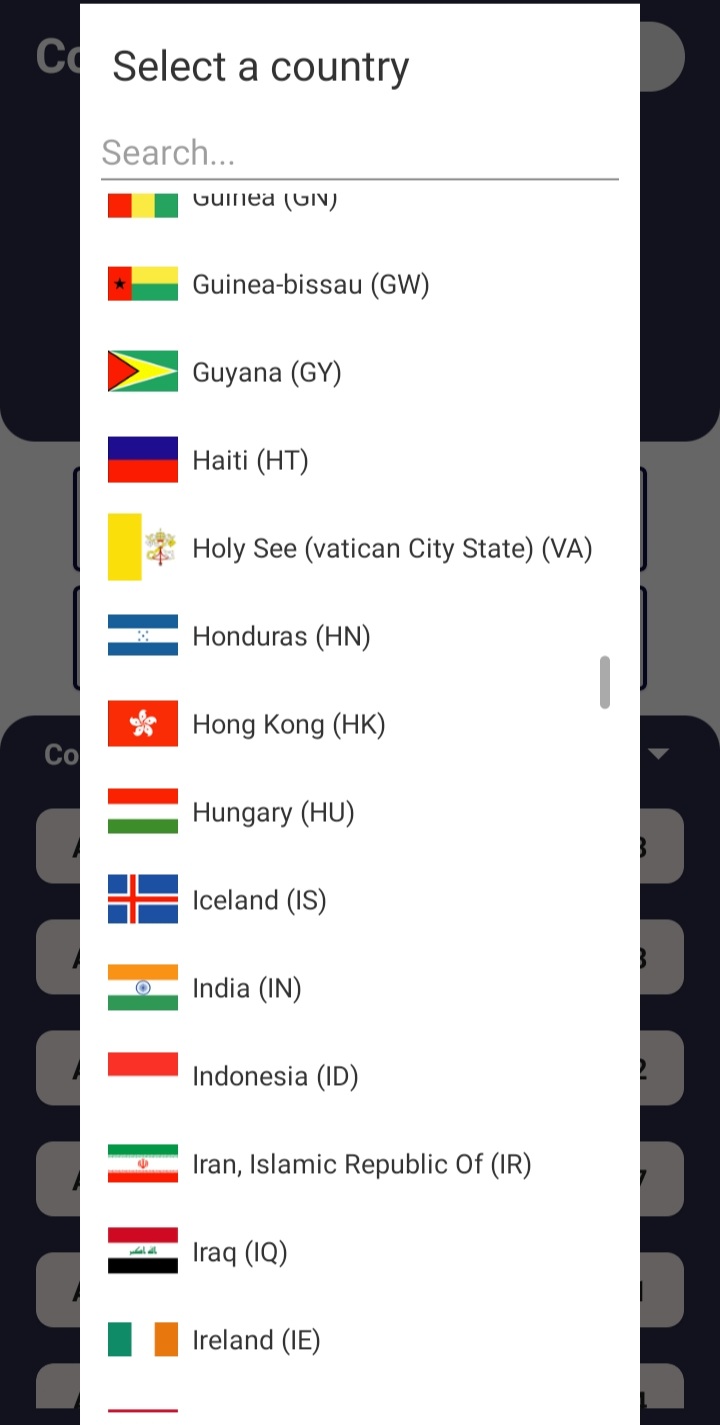 Select a country
Search...
Guinea (GN)
Guinea-bissau (GW)
Guyana (GY)
Haiti (HT)
Holy See (vatican City State) (VA)
Honduras (HN)
Hong Kong (HK)
Hungary (HU)
Iceland (IS)
India (IN)
Indonesia (ID)
Iran, Islamic Republic Of (IR)
Iraq (IQ)
Ireland (IE)